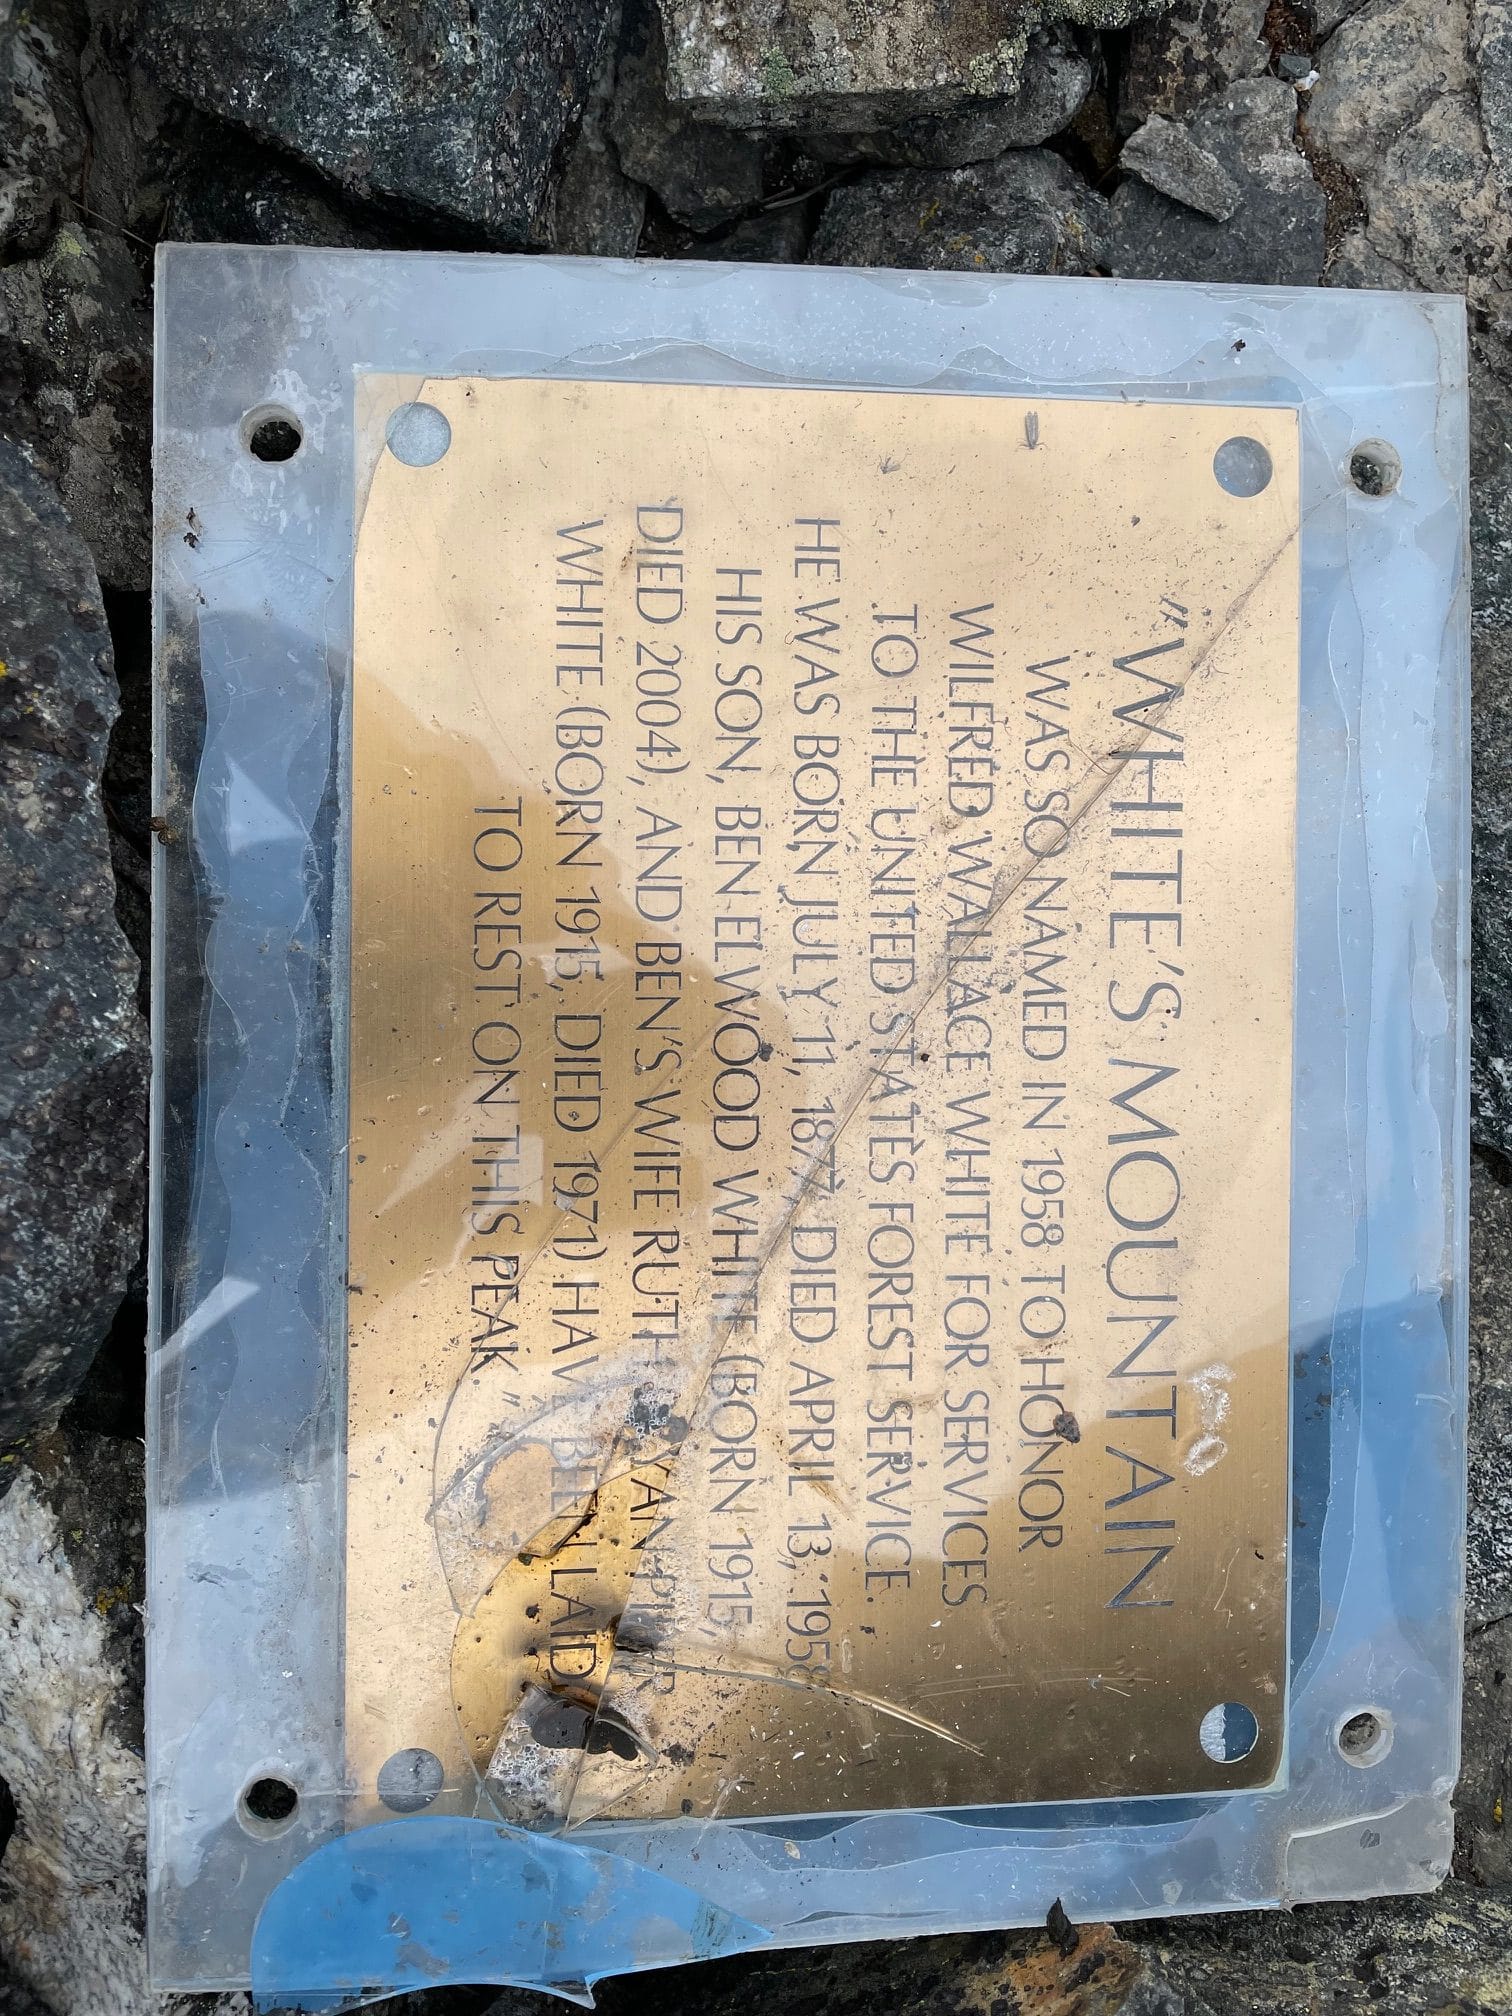 "WHITE'S MOUNTAIN
WAS SO NAMED IN 1958 TO HONOR
WILFRED WALLACE WHITE FOR SERVICES
TO THE UNITED STATES FOREST SERVICE.
HE WAS BORN JULY 11, 1877, DIED APRIL 13, 1958
HIS SON, BEN ELWOOD WHITE (BORN 1915,
DIED 2004), AND BEN'S WIFE RUTH RYAN
WHITE (BORN 1915, DIED 1971) HAVE BEEN LAID
TO REST ON THIS PEAK"